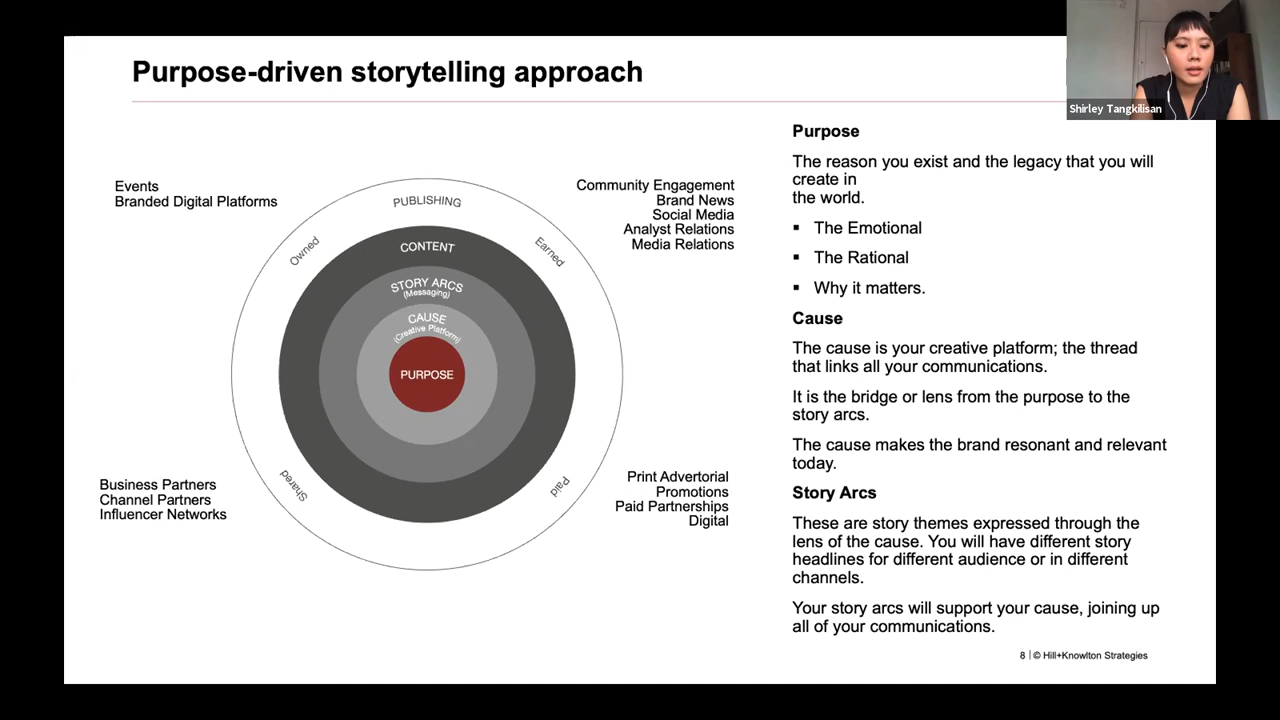 Purpose-driven storytelling approach
Shirley Tangkilisan
Events
Branded Digital Platforms
Community Engagement
Brand News
Social Media
Analyst Relations
Media Relations
PUBLISHING
Owned
Earned
CONTENT
STORY ARCS
(Messaging)
CAUSE
(Creative Platform)
PURPOSE
Shared
Paid
Business Partners
Channel Partners
Influencer Networks
Print Advertorial
Promotions
Paid Partnerships
Digital
Purpose
The reason you exist and the legacy that you will
create in
the world.
▪ The Emotional
▪ The Rational
▪ Why it matters.
Cause
The cause is your creative platform; the thread
that links all your communications.
It is the bridge or lens from the purpose to the
story arcs.
The cause makes the brand resonant and relevant
today.
Story Arcs
These are story themes expressed through the
lens of the cause. You will have different story
headlines for different audience or in different
channels.
Your story arcs will support your cause, joining up
all of your communications.
8 | © Hill+Knowlton Strategies